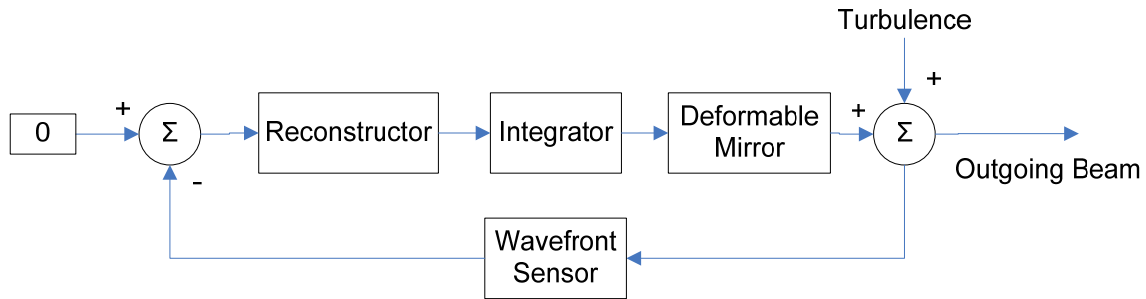 Turbulence
+
+
0
+
Σ
Reconstructor
Integrator
Deformable
Mirror
Σ
-
Outgoing Beam
Wavefront
Sensor